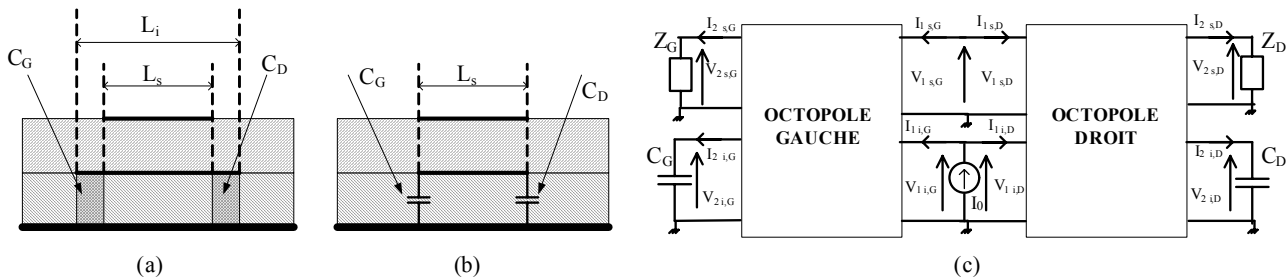 L_i
C_G
L_s
C_D
(a)
C_G
L_s
C_D
(b)
I_2 s,G
I_1 s,G
I_1 s,D
I_2 s,D
Z_G
V_2 s,G
V_1 s,G
V_1 s,D
V_2 s,D
Z_D
OCTOPOLE
GAUCHE
OCTOPOLE
DROIT
I_1 i,G
I_1 i,D
C_G
I_2 i,G
I_2 i,D
C_D
V_2 i,G
V_1 i,G
I_0
V_1 i,D
V_2 i,D
(c)